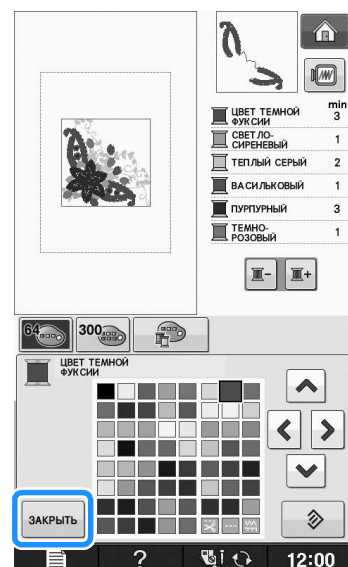 min
ЦВЕТ ТЕМНОЙ
ФУКСИИ
3
СВЕТЛО-
СИРЕНЕВЫЙ
1
ТЕПЛЫЙ СЕРЫЙ
2
ВАСИЛЬКОВЫЙ
1
ПУРПУРНЫЙ
3
ТЕМНО-
РОЗОВЫЙ
1
- +
64 300
ЦВЕТ ТЕМНОЙ
ФУКСИИ
ЗАКРЫТЬ
? 12:00